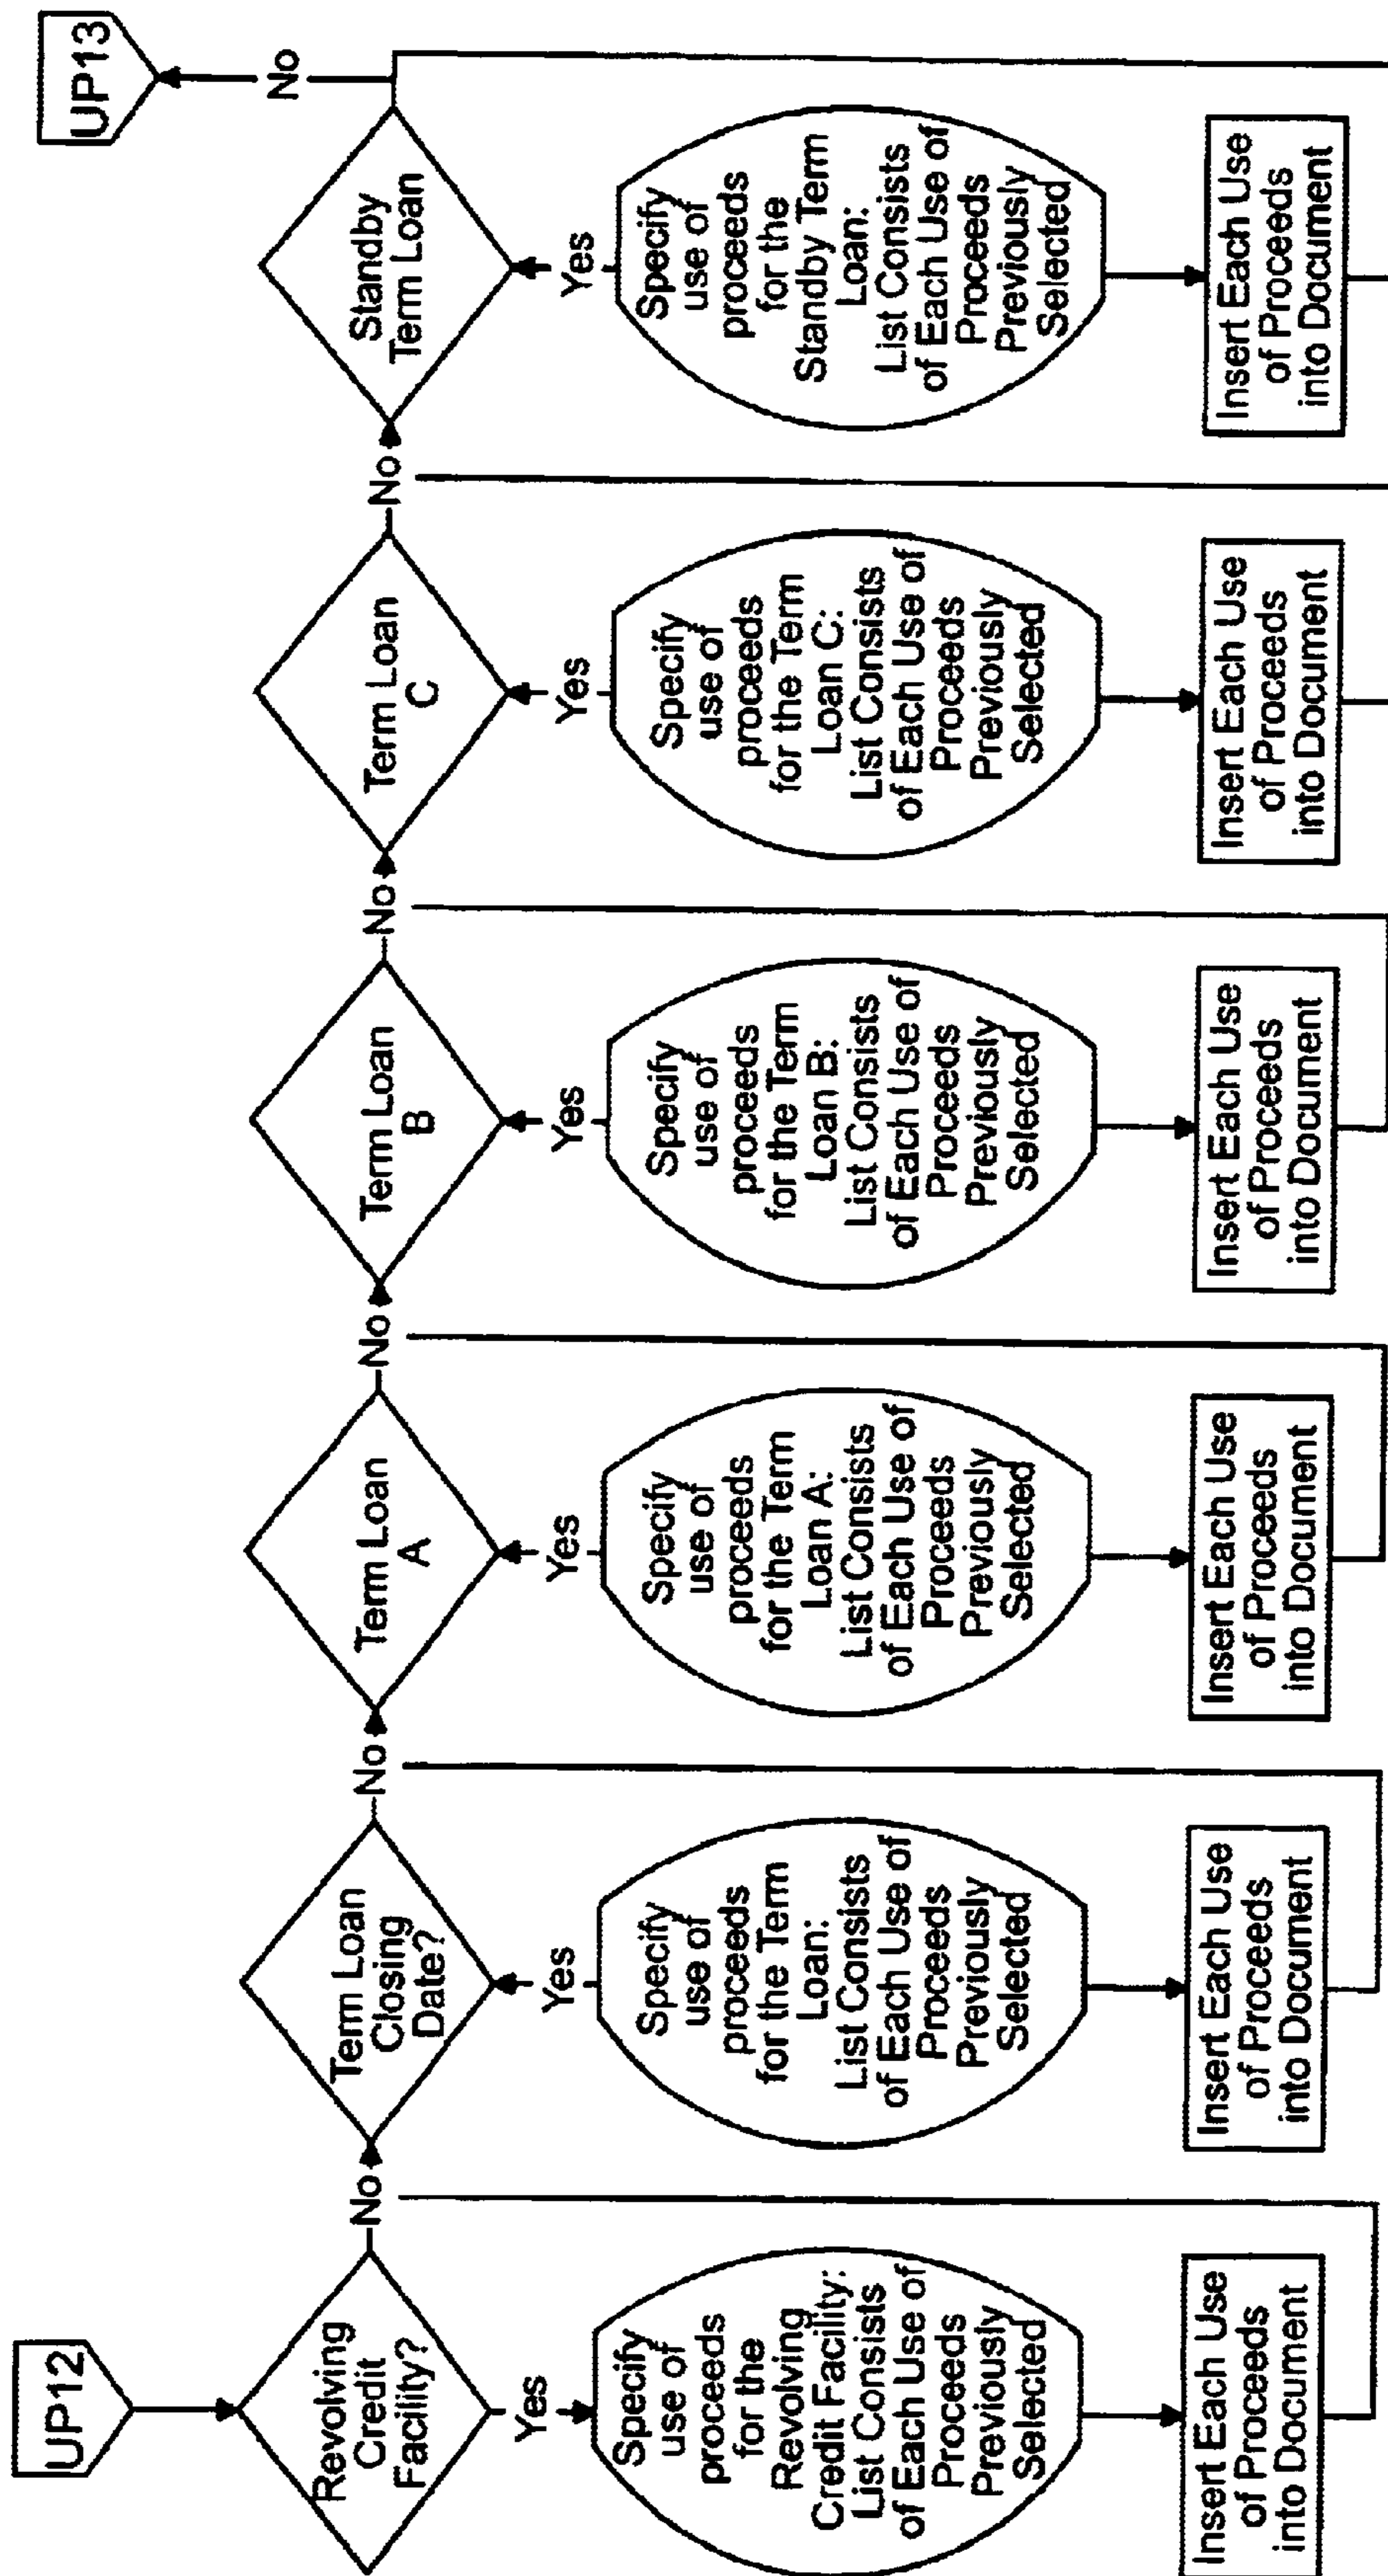 UP12
Revolving
Credit
Facility?
No
Yes
Specify
use of
proceeds
for the
Revolving
Credit Facility:
List Consists
of Each Use of
Proceeds
Previously
Selected
Insert Each Use
of Proceeds
into Document
Term Loan
Closing
Date?
No
Yes
Specify
use of
proceeds
for the Term
Loan:
List Consists
of Each Use of
Proceeds
Previously
Selected
Insert Each Use
of Proceeds
into Document
Term Loan
A
No
Yes
Specify
use of
proceeds
for the Term
Loan A:
List Consists
of Each Use of
Proceeds
Previously
Selected
Insert Each Use
of Proceeds
into Document
Term Loan
B
No
Yes
Specify
use of
proceeds
for the Term
Loan B:
List Consists
of Each Use of
Proceeds
Previously
Selected
Insert Each Use
of Proceeds
into Document
Term Loan
C
No
Yes
Specify
use of
proceeds
for the Term
Loan C:
List Consists
of Each Use of
Proceeds
Previously
Selected
Insert Each Use
of Proceeds
into Document
Standby
Term Loan
No
Yes
Specify
use of
proceeds
for the
Standby Term
Loan:
List Consists
of Each Use of
Proceeds
Previously
Selected
Insert Each Use
of Proceeds
into Document
UP13